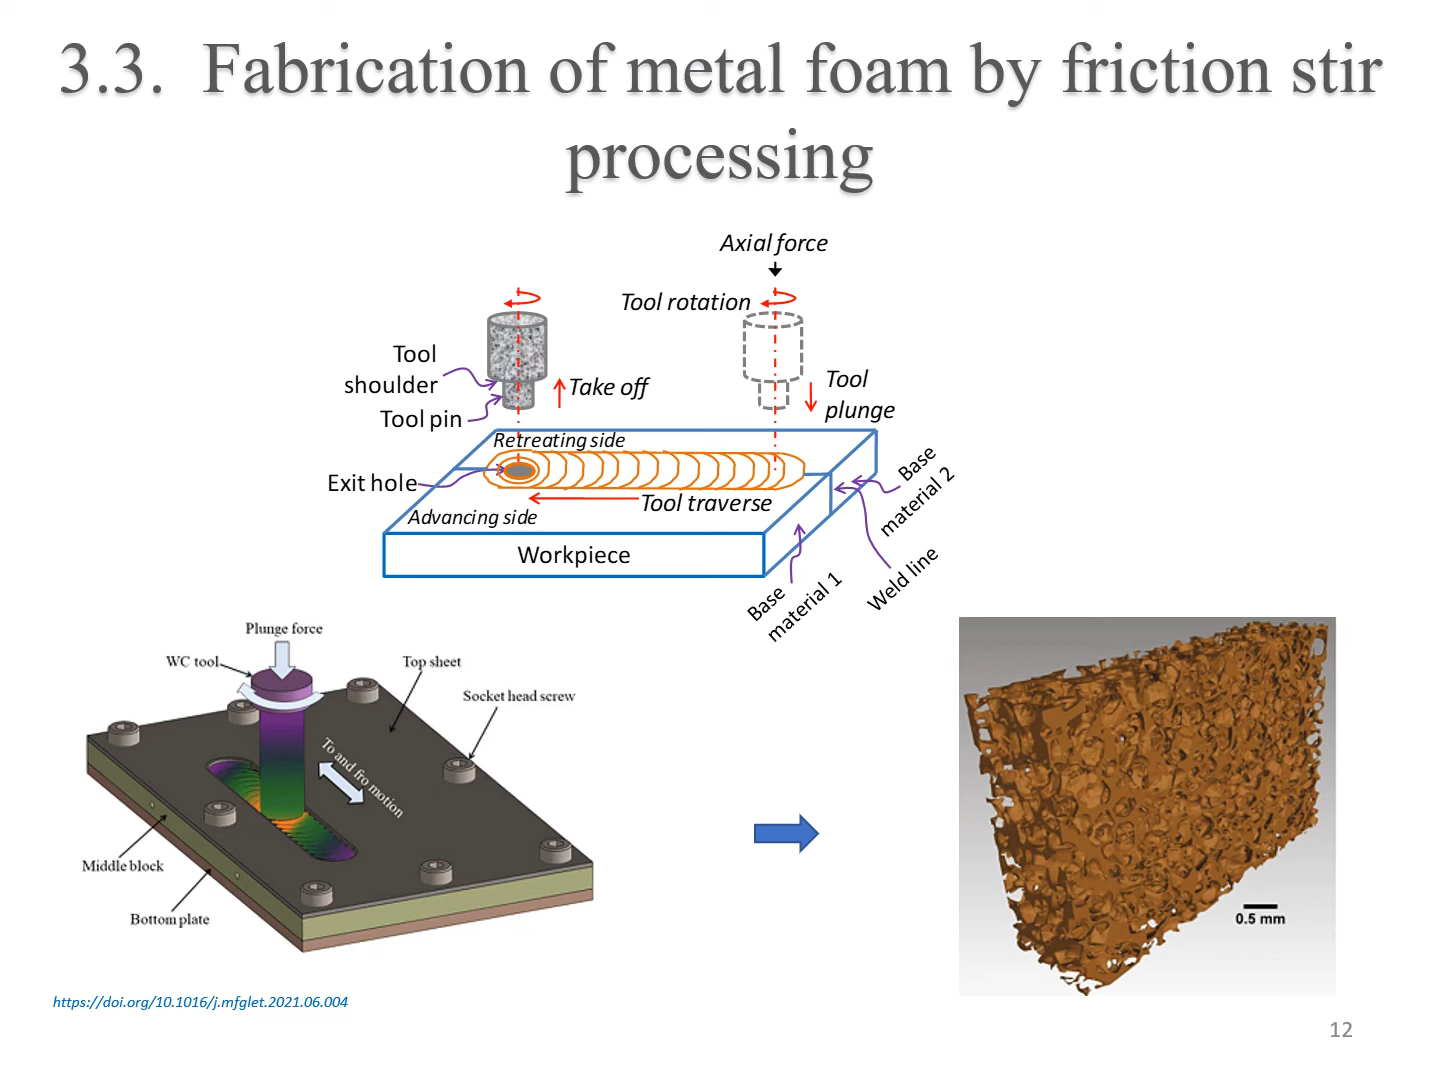 3.3. Fabrication of metal foam by friction stir
processing
Axial force
Tool rotation
Tool
shoulder
Tool pin
Take off
Tool
plunge
Retreating side
Exit hole
Tool traverse
Advancing side
Workpiece
Base
material 2
Weld line
Base
material 1
Plunge force
WC tool
Top sheet
Socket head screw
To and fro motion
Middle block
Bottom plate
0.5 mm
https://doi.org/10.1016/j.mfglet.2021.06.004
12